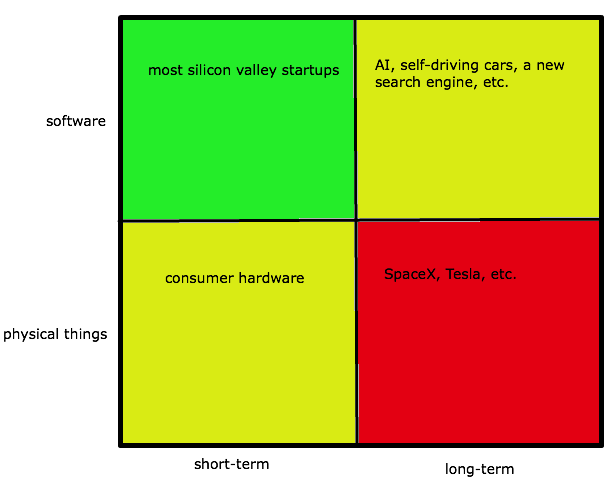 most silicon valley startups
AI, self-driving cars, a new
search engine, etc.
software
consumer hardware
SpaceX, Tesla, etc.
physical things
short-term
long-term